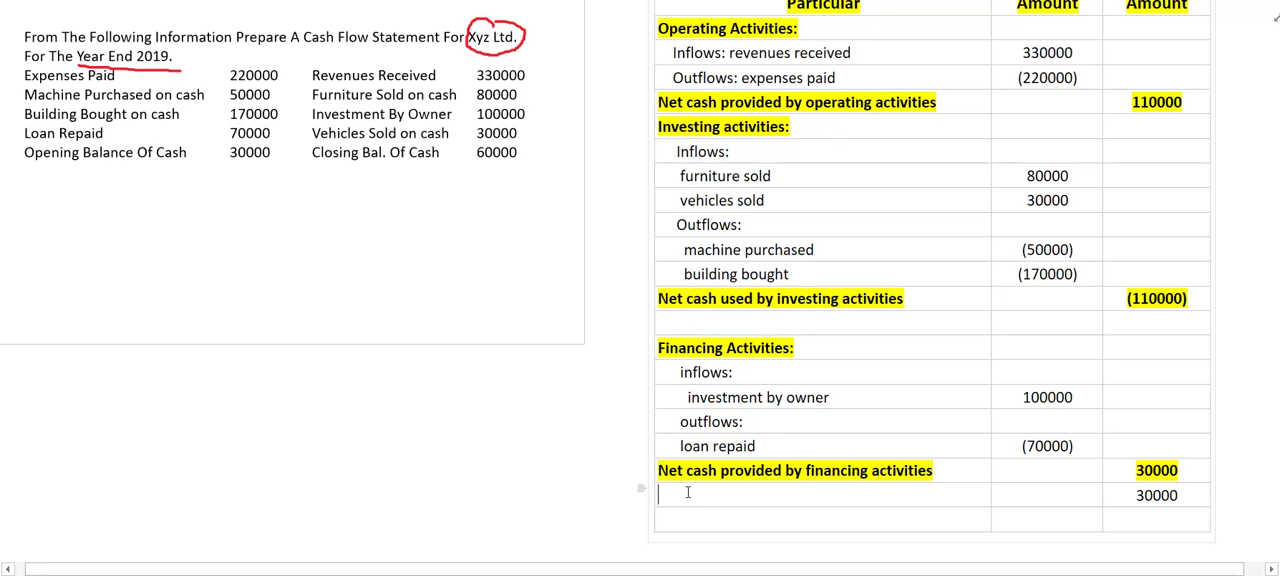 From The Following Information Prepare A Cash Flow Statement For Xyz Ltd.
For The Year End 2019.
Expenses Paid 220000 Revenues Received 330000
Machine Purchased on cash 50000 Furniture Sold on cash 80000
Building Bought on cash 170000 Investment By Owner 100000
Loan Repaid 70000 Vehicles Sold on cash 30000
Opening Balance Of Cash 30000 Closing Bal. Of Cash 60000
Particular Amount Amount
Operating Activities:
Inflows: revenues received 330000
Outflows: expenses paid (220000)
Net cash provided by operating activities 110000
Investing activities:
Inflows:
furniture sold 80000
vehicles sold 30000
Outflows:
machine purchased (50000)
building bought (170000)
Net cash used by investing activities (110000)
Financing Activities:
inflows:
investment by owner 100000
outflows:
loan repaid (70000)
Net cash provided by financing activities 30000
30000